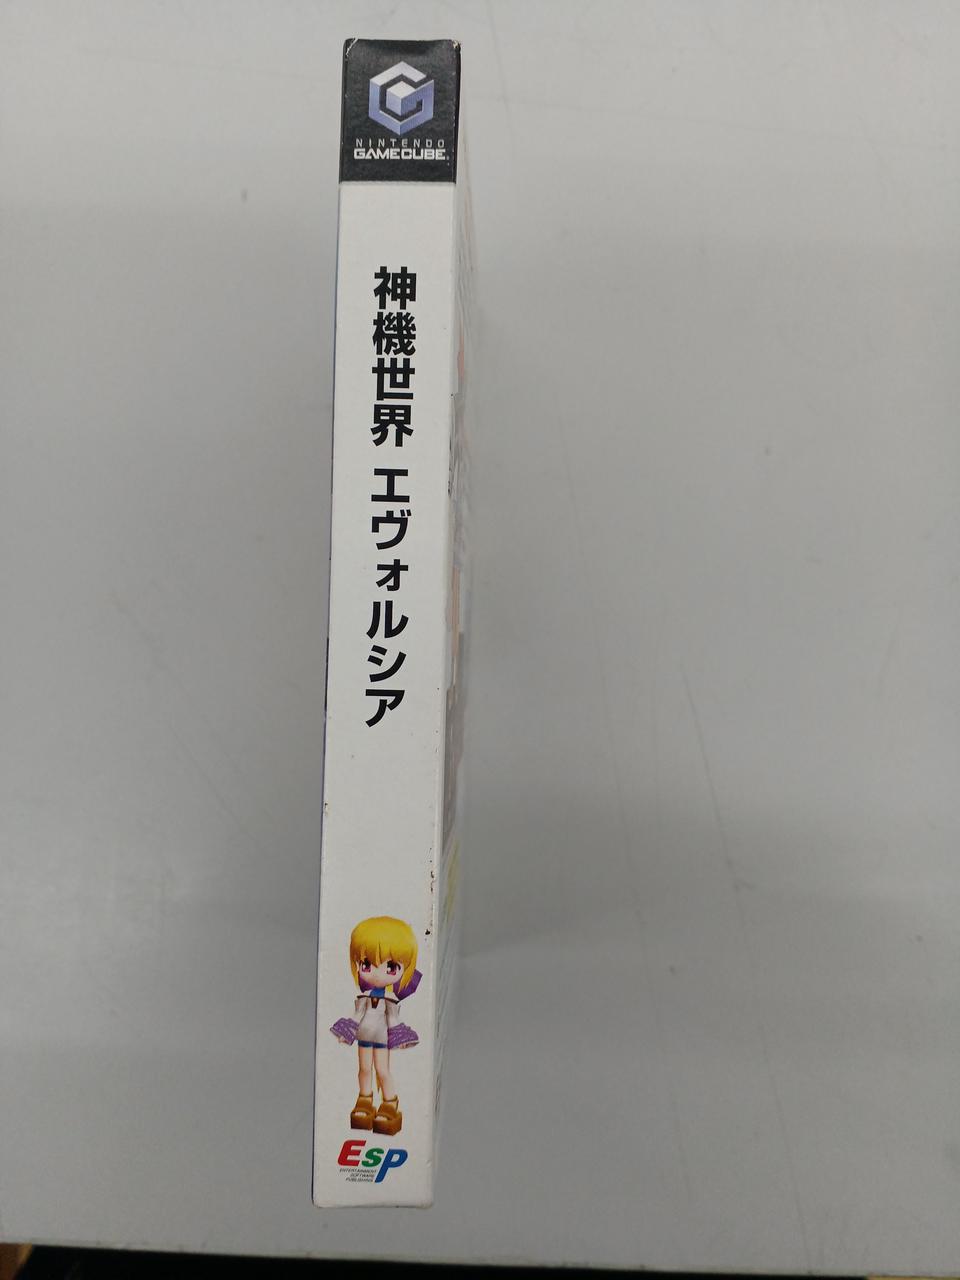 NINTENDO
GAMECUBE
神機世界 エヴォルシア
ESP
ENTERTAINMENT
SOFTWARE
PUBLISHING